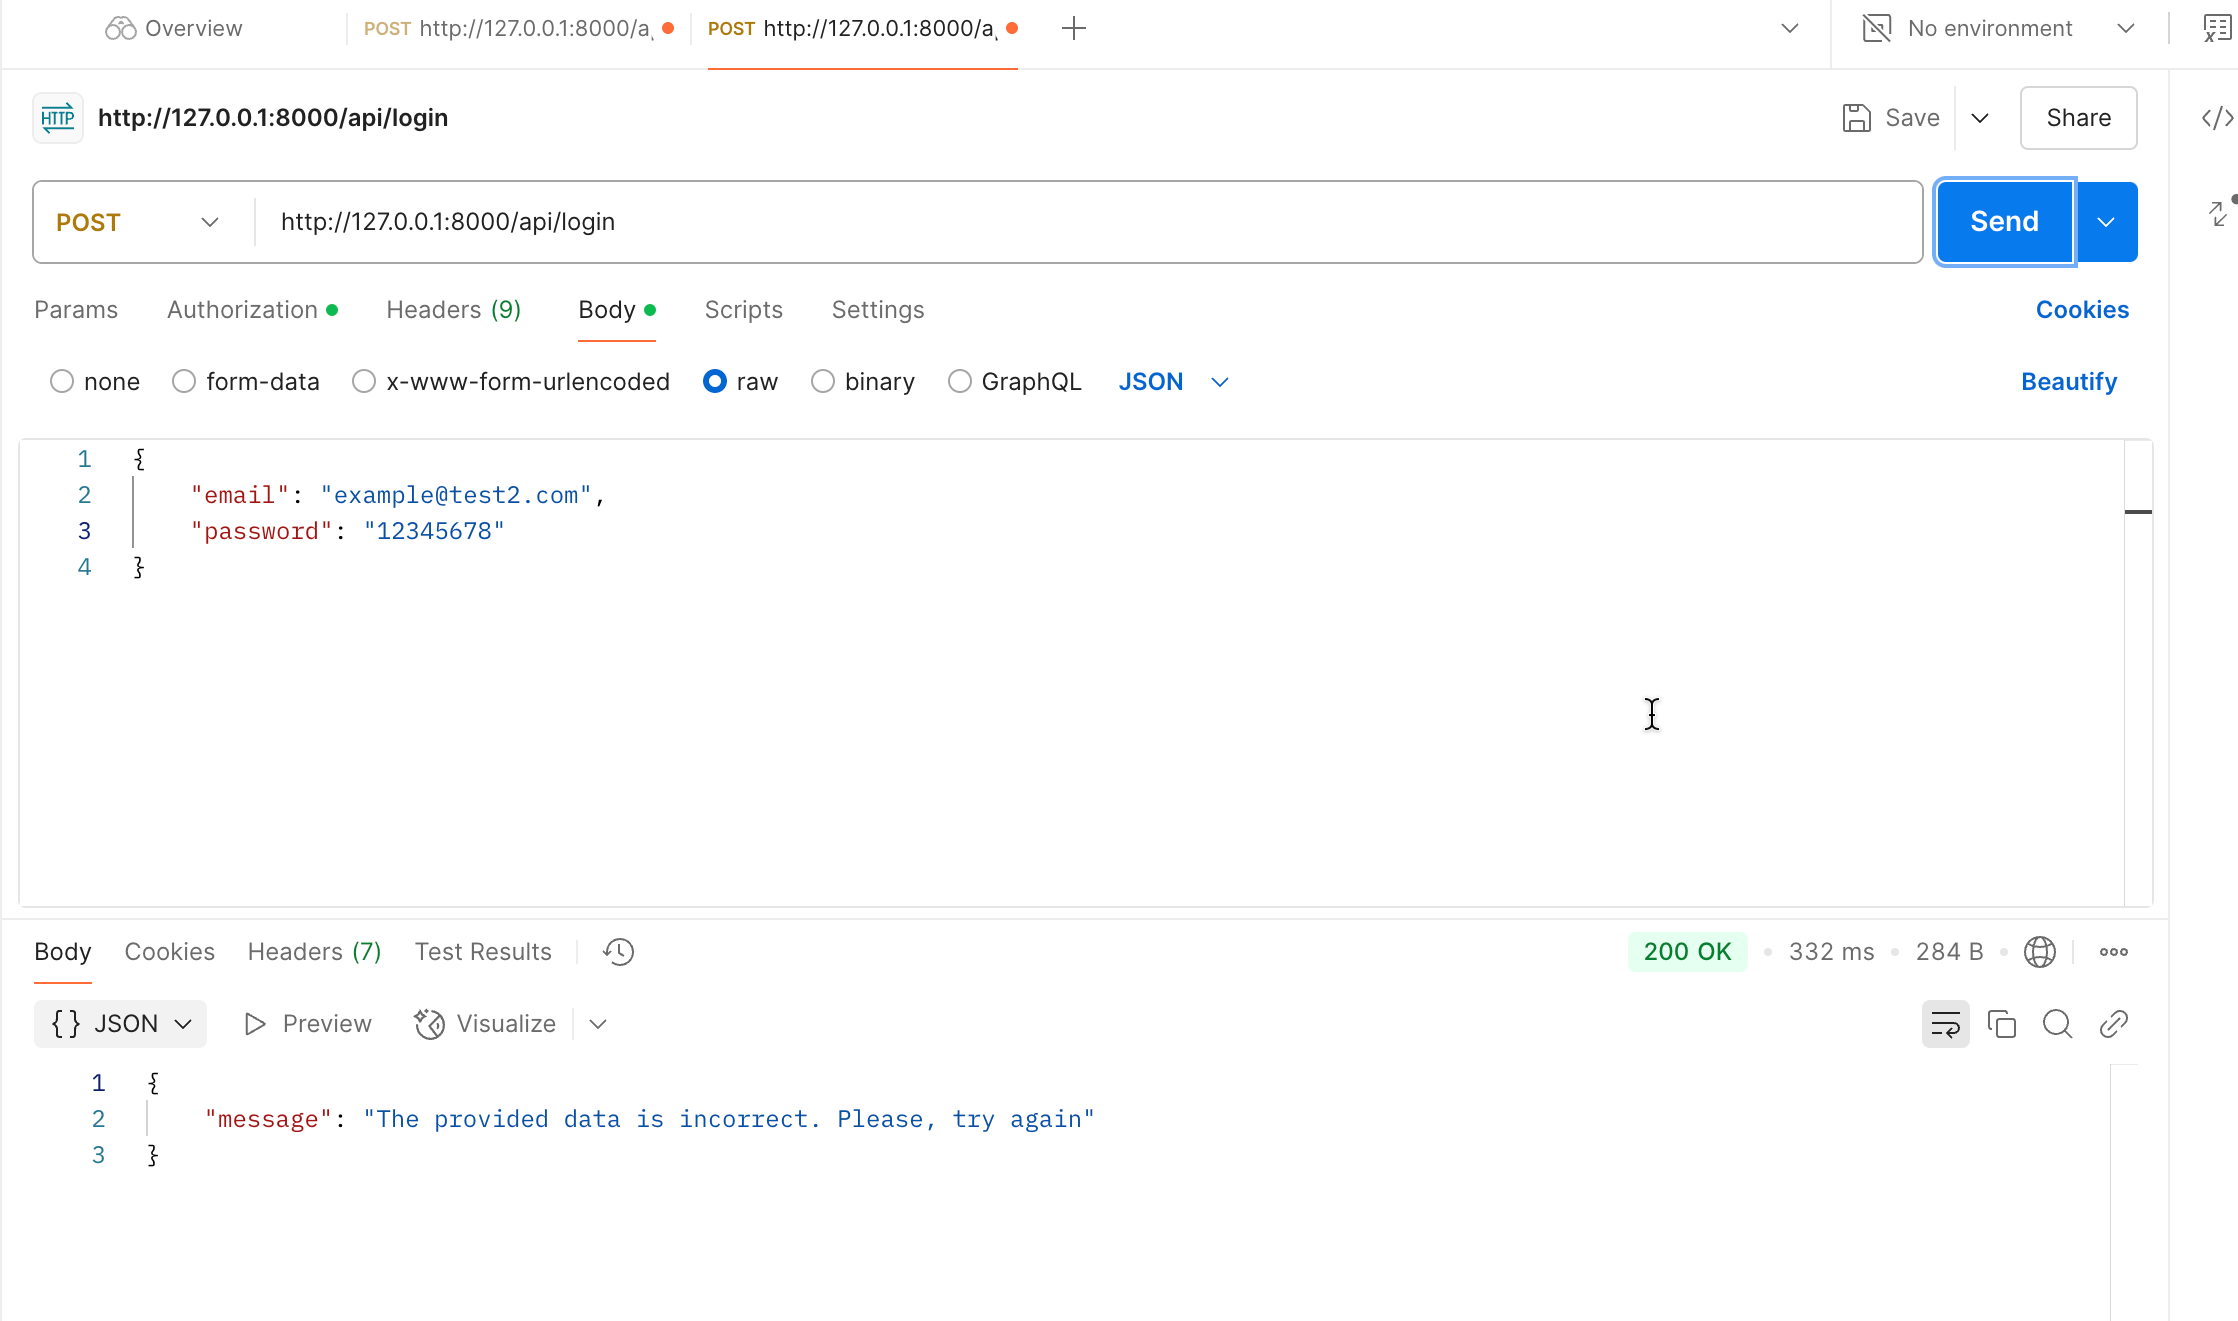 Overview
POST http://127.0.0.1:8000/a
POST http://127.0.0.1:8000/a
No environment
HTTP http://127.0.0.1:8000/api/login
Save
Share
POST http://127.0.0.1:8000/api/login
Send
Params Authorization Headers (9) Body Scripts Settings Cookies
none form-data x-www-form-urlencoded raw binary GraphQL JSON Beautify
1 {
2 "email": "example@test2.com",
3 "password": "12345678"
4 }
Body Cookies Headers (7) Test Results 200 OK • 332 ms • 284 B •
{ } JSON Preview Visualize
1 {
2 "message": "The provided data is incorrect. Please, try again"
3 }